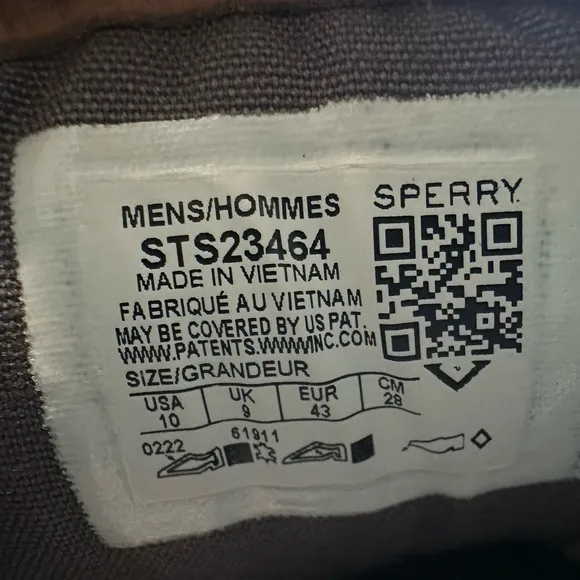 SPERRY
MENS/HOMMES
STS23464
MADE IN VIETNAM
FABRIQUÉ AU VIETNAM
MAY BE COVERED BY US PAT.
WWW.PATENTS.WWWINC.COM
SIZE/GRANDEUR
USA UK EUR CM
10 9 43 28
0222 61911